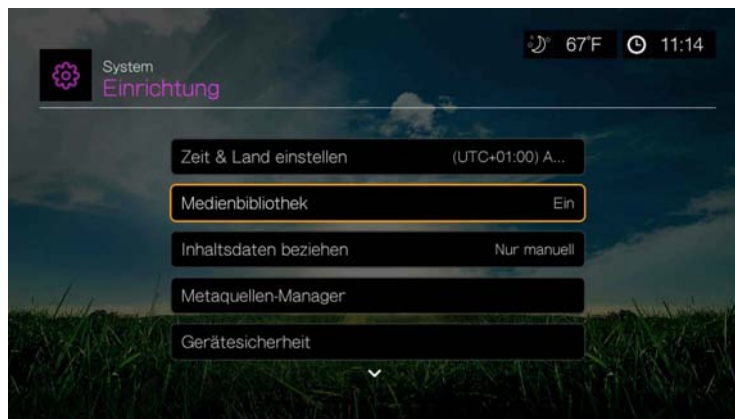 67°F 11:14
System
Einrichtung
Zeit & Land einstellen (UTC+01:00) A...
Medienbibliothek Ein
Inhaltsdaten beziehen Nur manuell
Metaquellen-Manager
Gerätesicherheit